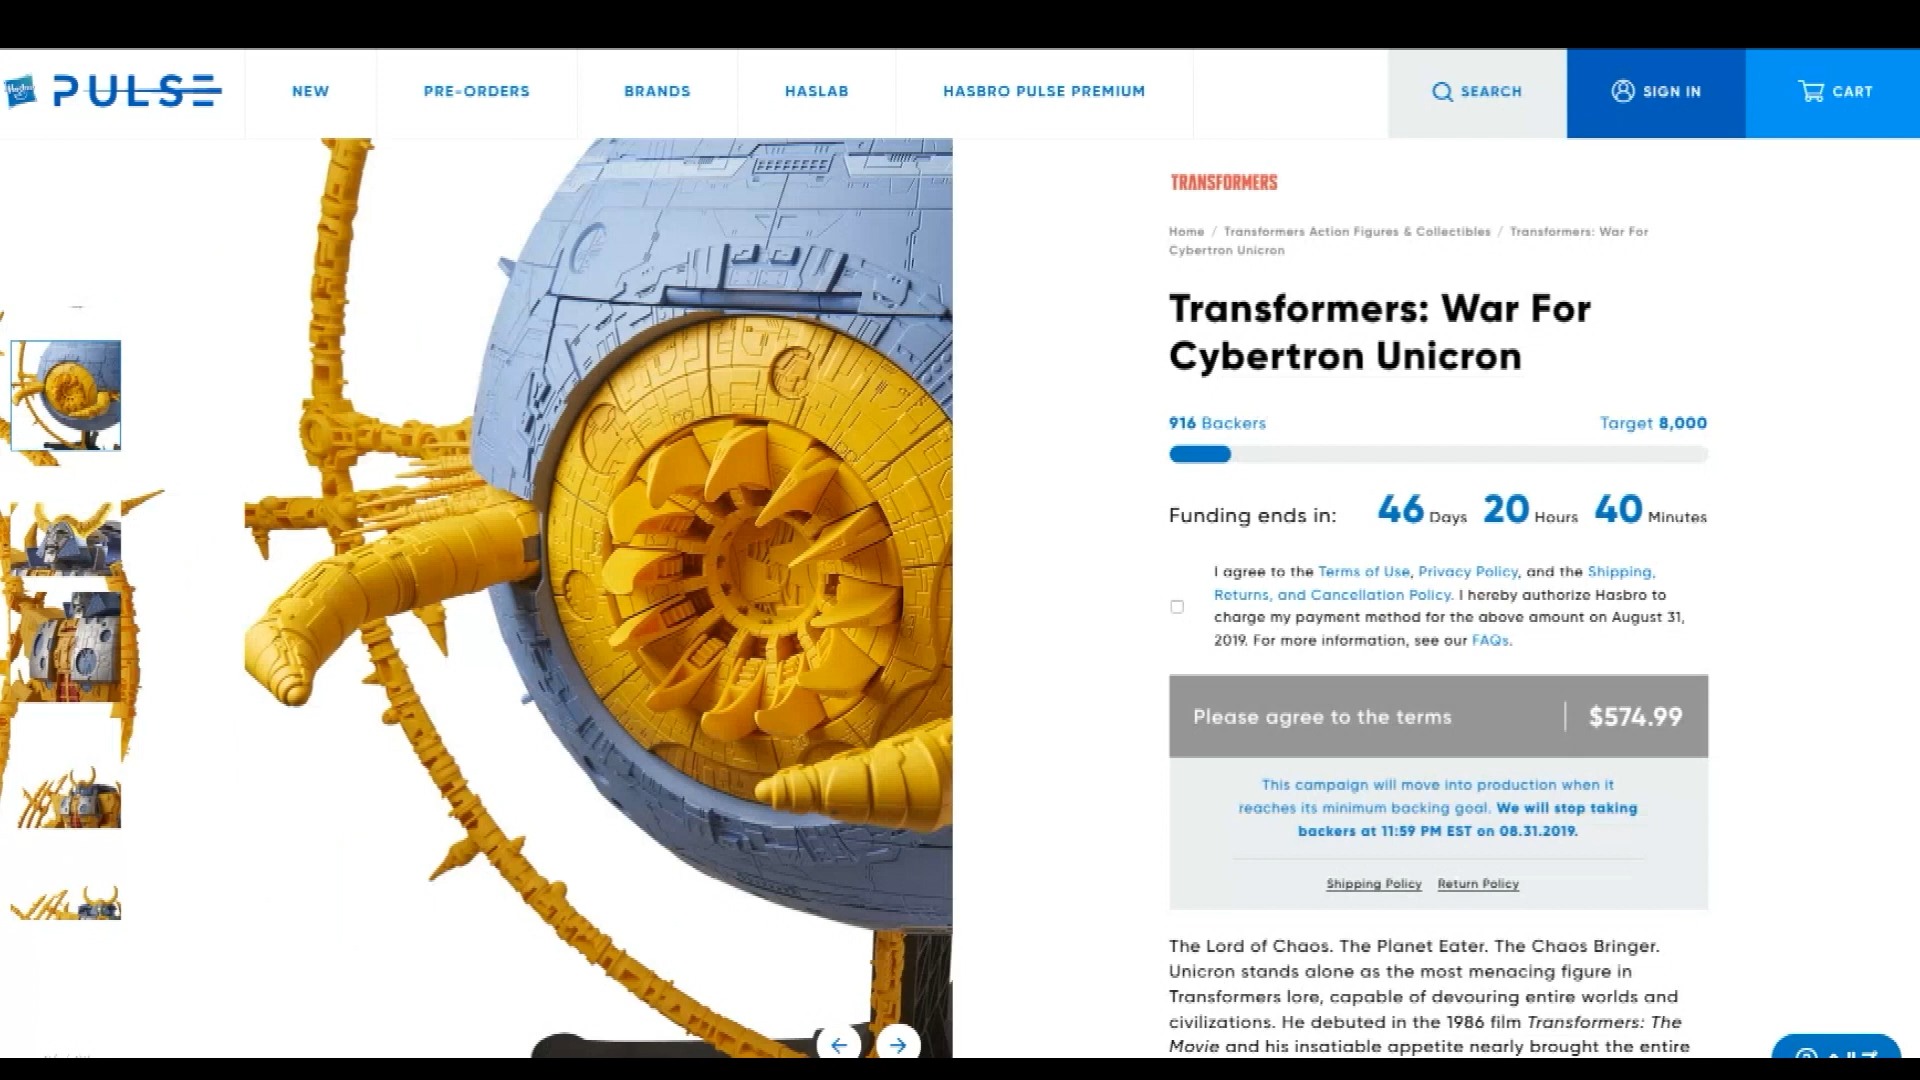 Hasbro PULSE
NEW
PRE-ORDERS
BRANDS
HASLAB
HASBRO PULSE PREMIUM
SEARCH
SIGN IN
CART
TRANSFORMERS
Home / Transformers Action Figures & Collectibles / Transformers: War For
Cybertron Unicron
Transformers: War For
Cybertron Unicron
916 Backers
Target 8,000
Funding ends in: 46 Days 20 Hours 40 Minutes
I agree to the Terms of Use, Privacy Policy, and the Shipping,
Returns, and Cancellation Policy. I hereby authorize Hasbro to
charge my payment method for the above amount on August 31,
2019. For more information, see our FAQs.
Please agree to the terms | $574.99
This campaign will move into production when it
reaches its minimum backing goal. We will stop taking
backers at 11:59 PM EST on 08.31.2019.
Shipping Policy Return Policy
The Lord of Chaos. The Planet Eater. The Chaos Bringer.
Unicron stands alone as the most menacing figure in
Transformers lore, capable of devouring entire worlds and
civilizations. He debuted in the 1986 film Transformers: The
Movie and his insatiable appetite nearly brought the entire